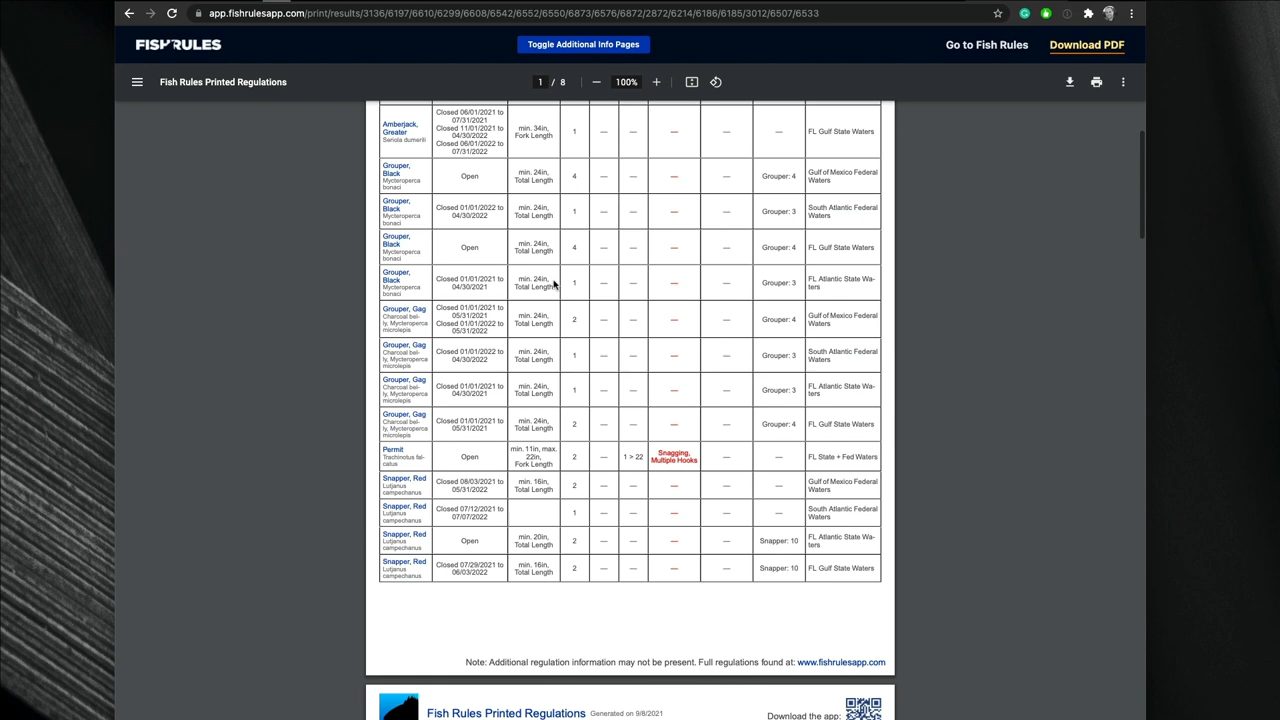 app.fishrulesapp.com/print/results/3136/6197/6610/6299/6608/6542/6552/6550/6873/6576/6872/2872/6214/6186/6185/3012/6507/6533
FISHRULES
Toggle Additional Info Pages
Go to Fish Rules
Download PDF
Fish Rules Printed Regulations
1 / 8
100%
Amberjack, Greater Seriola dumerili
Closed 06/01/2021 to 07/31/2021 Closed 11/01/2021 to 04/30/2022 Closed 06/01/2022 to 07/31/2022
min. 34in, Fork Length
1 — — — — — FL Gulf State Waters
Grouper, Black Mycteroperca bonaci
Open
min. 24in, Total Length
4 — — — — Grouper: 4 Gulf of Mexico Federal Waters
Grouper, Black Mycteroperca bonaci
Closed 01/01/2022 to 04/30/2022
min. 24in, Total Length
1 — — — — Grouper: 3 South Atlantic Federal Waters
Grouper, Black Mycteroperca bonaci
Open
min. 24in, Total Length
4 — — — — Grouper: 4 FL Gulf State Waters
Grouper, Black Mycteroperca bonaci
Closed 01/01/2021 to 04/30/2021
min. 24in, Total Length
1 — — — — Grouper: 3 FL Atlantic State Wa-ters
Grouper, Gag Charcoal bel-ly, Mycteroperca microlepis
Closed 01/01/2021 to 05/31/2021 Closed 01/01/2022 to 05/31/2022
min. 24in, Total Length
2 — — — — Grouper: 4 Gulf of Mexico Federal Waters
Grouper, Gag Charcoal bel-ly, Mycteroperca microlepis
Closed 01/01/2022 to 04/30/2022
min. 24in, Total Length
1 — — — — Grouper: 3 South Atlantic Federal Waters
Grouper, Gag Charcoal bel-ly, Mycteroperca microlepis
Closed 01/01/2021 to 04/30/2021
min. 24in, Total Length
1 — — — — Grouper: 3 FL Atlantic State Wa-ters
Grouper, Gag Charcoal bel-ly, Mycteroperca microlepis
Closed 01/01/2021 to 05/31/2021
min. 24in, Total Length
2 — — — — Grouper: 4 FL Gulf State Waters
Permit Trachinotus fal-catus
Open
min. 11in, max. 22in, Fork Length
2 — 1 > 22 Snagging, Multiple Hooks — — FL State + Fed Waters
Snapper, Red Lutjanus campechanus
Closed 08/03/2021 to 05/31/2022
min. 16in, Total Length
2 — — — — — Gulf of Mexico Federal Waters
Snapper, Red Lutjanus campechanus
Closed 07/12/2021 to 07/07/2022
1 — — — — — South Atlantic Federal Waters
Snapper, Red Lutjanus campechanus
Open
min. 20in, Total Length
2 — — — — Snapper: 10 FL Atlantic State Wa-ters
Snapper, Red Lutjanus campechanus
Closed 07/29/2021 to 06/03/2022
min. 16in, Total Length
2 — — — — Snapper: 10 FL Gulf State Waters
Note: Additional regulation information may not be present. Full regulations found at: www.fishrulesapp.com
Fish Rules Printed Regulations Generated on 9/8/2021
Download the app: